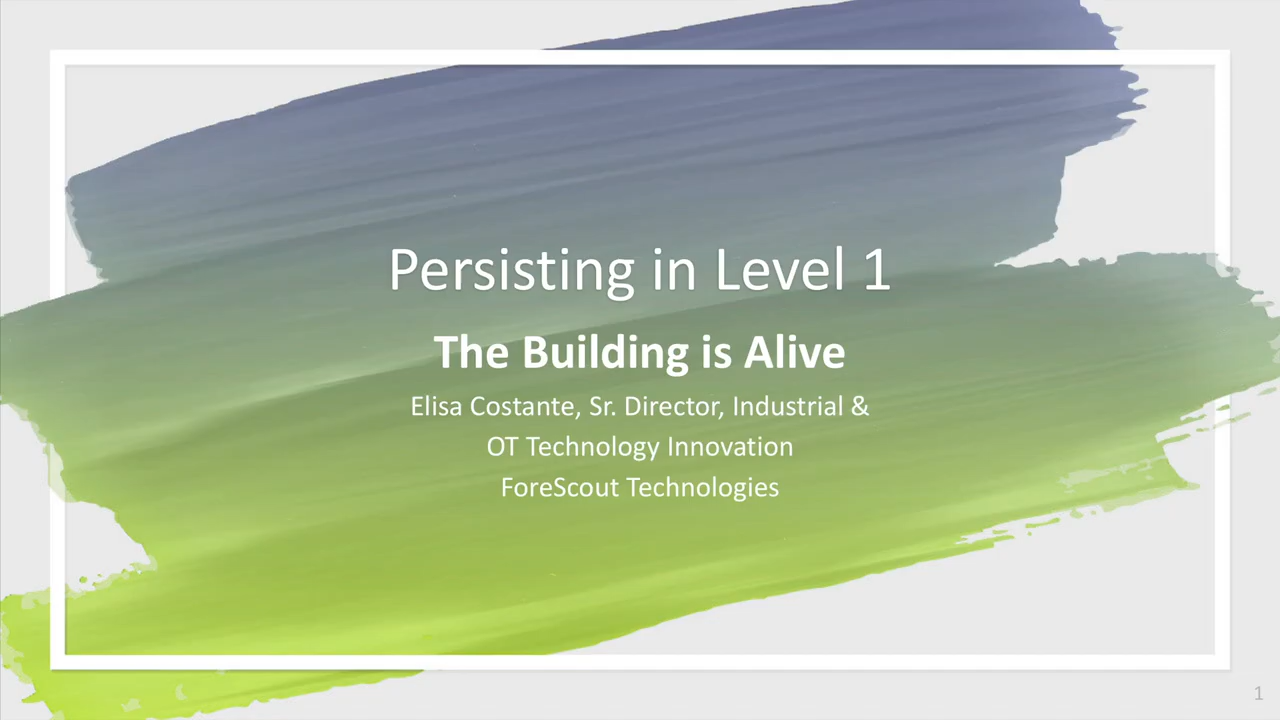 Persisting in Level 1
The Building is Alive
Elisa Costante, Sr. Director, Industrial &
OT Technology Innovation
ForeScout Technologies
1